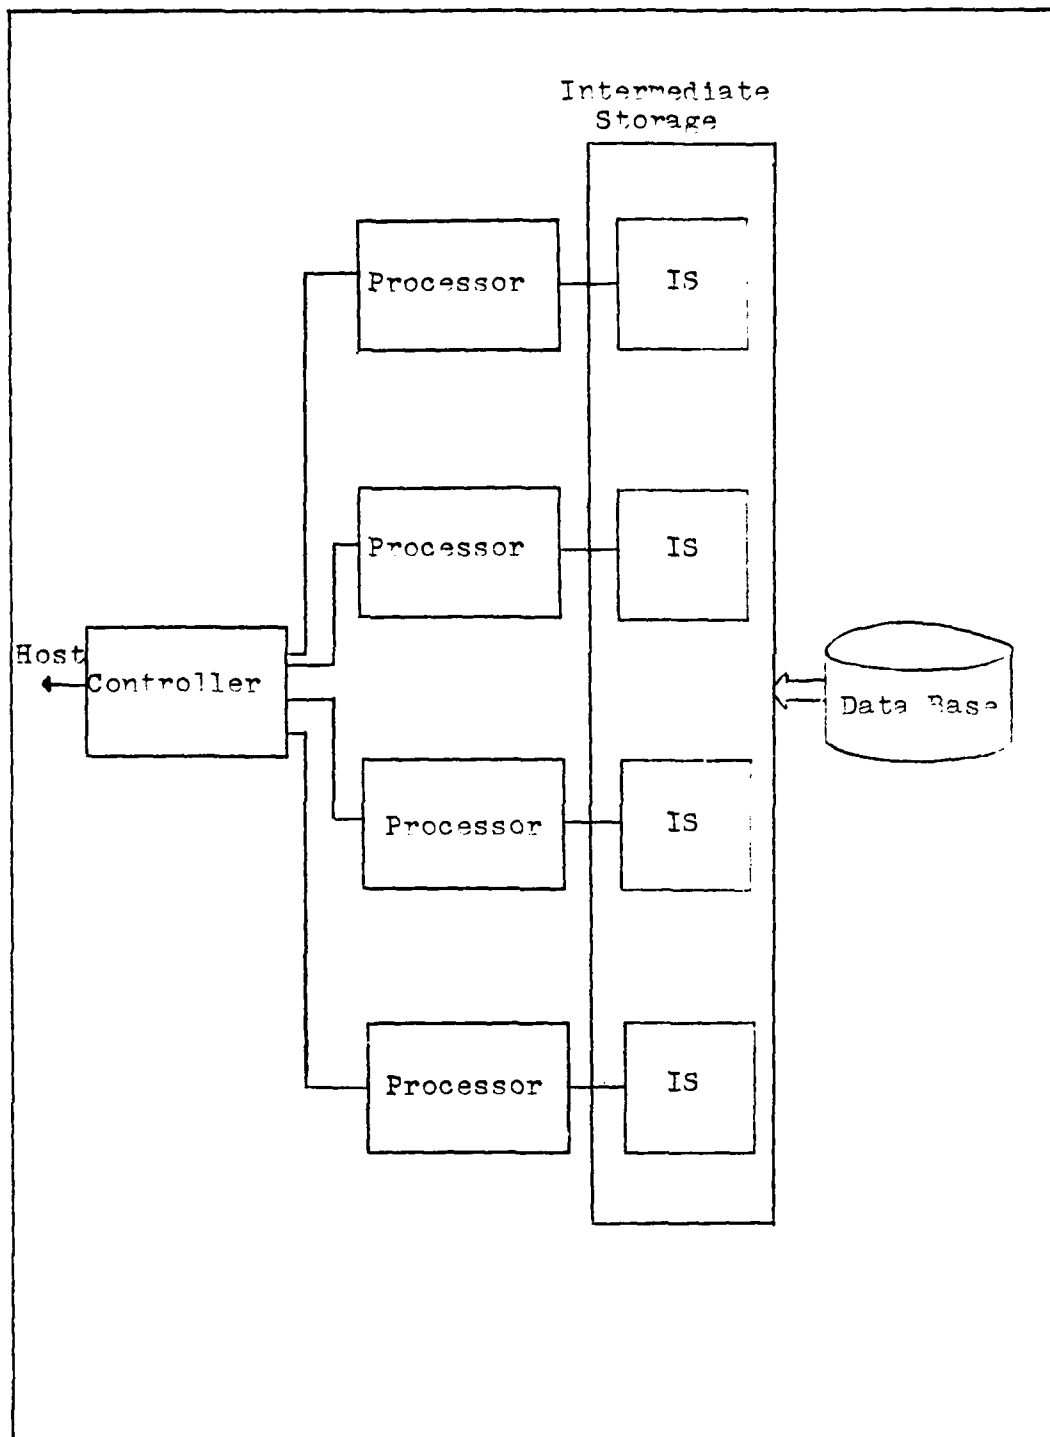 Intermediate
Storage
Processor
IS
Processor
IS
Host
Controller
Data Base
Processor
IS
Processor
IS